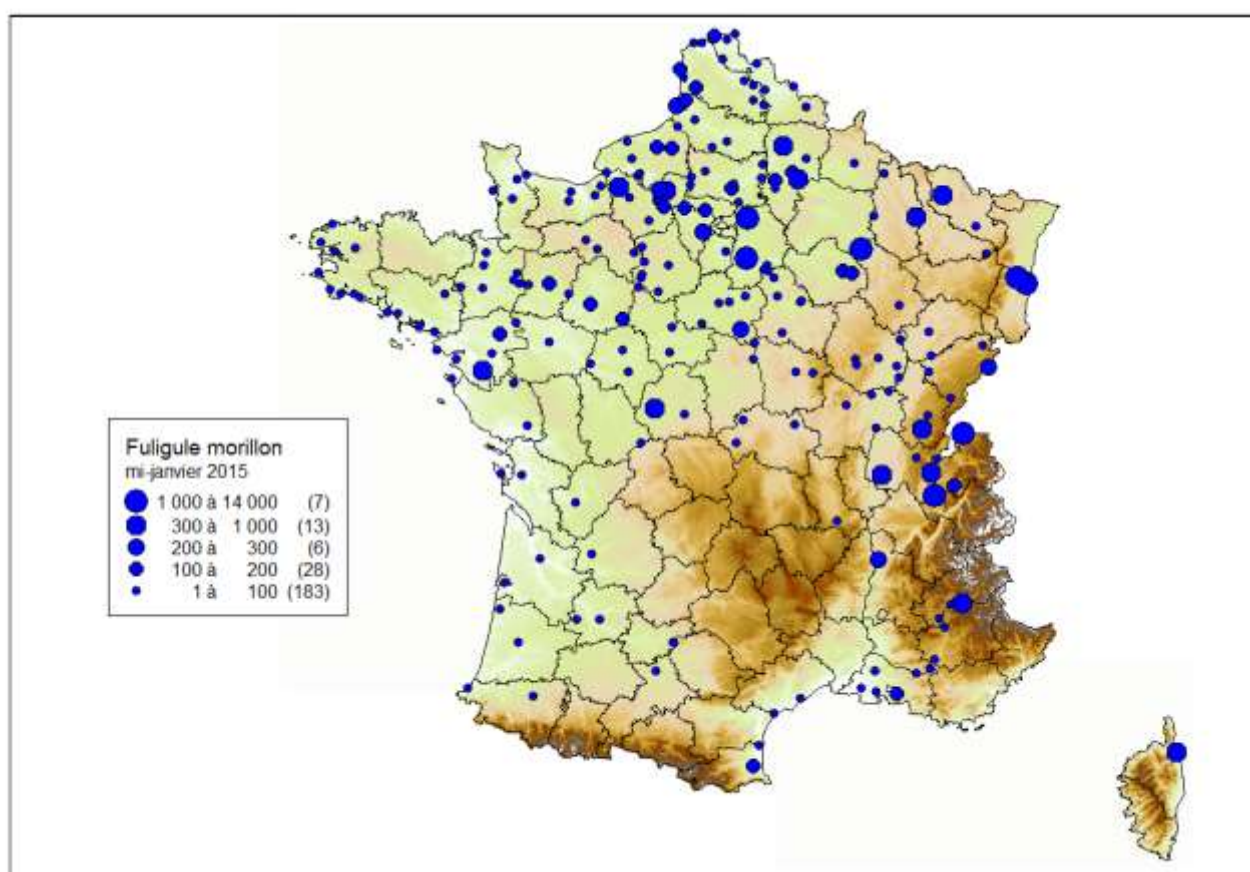 Fuligule morillon
mi-janvier 2015
1 000 à 14 000 (7)
300 à 1 000 (13)
200 à 300 (6)
100 à 200 (28)
1 à 100 (183)